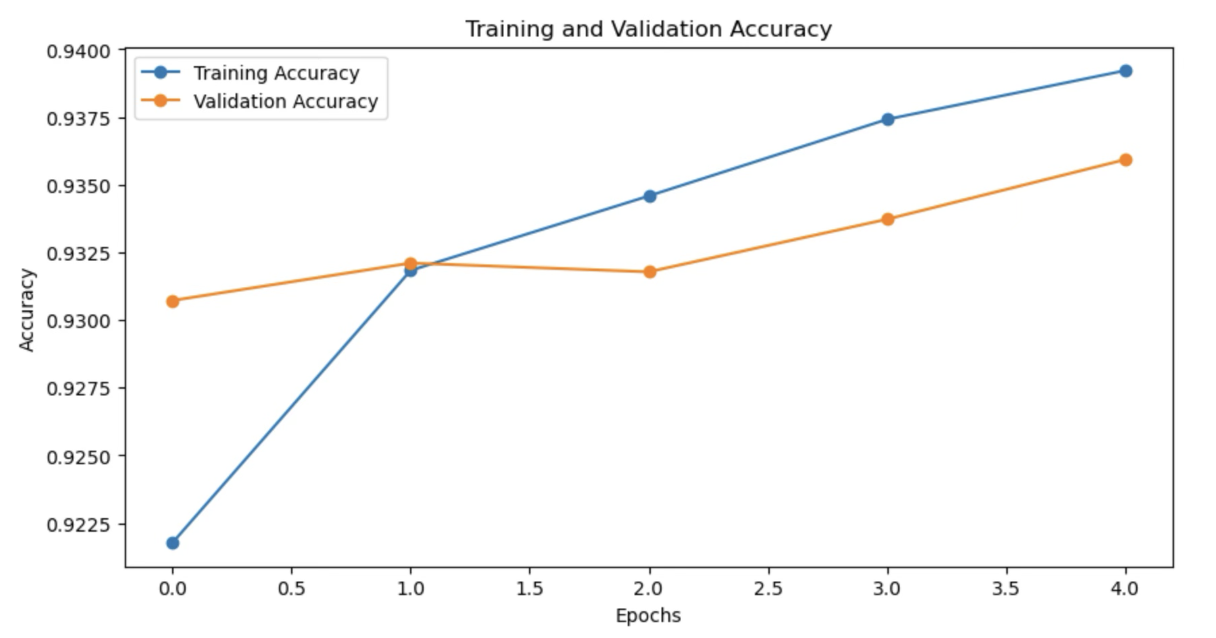 Training and Validation Accuracy
0.9400
Training Accuracy
Validation Accuracy
0.9375
0.9350
0.9325
0.9300
0.9275
0.9250
0.9225
Accuracy
0.0 0.5 1.0 1.5 2.0 2.5 3.0 3.5 4.0
Epochs